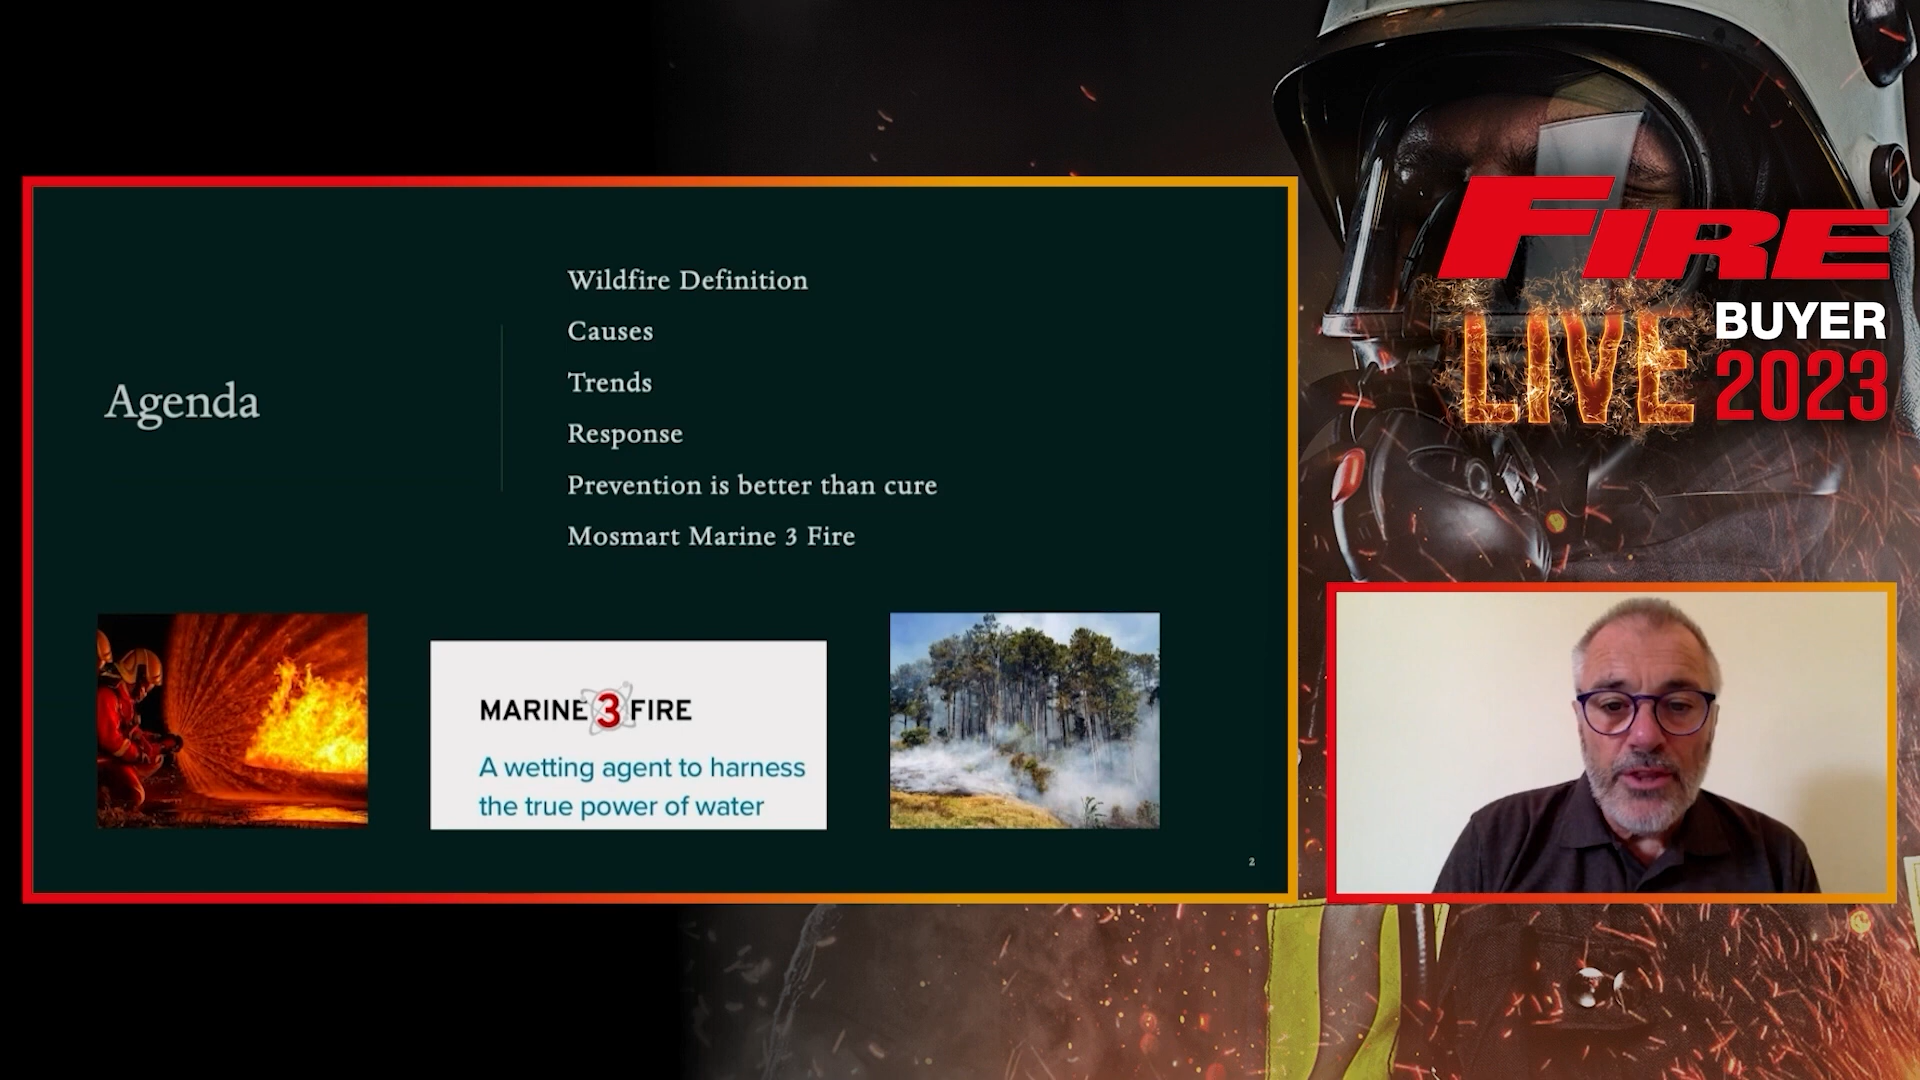 Agenda
Wildfire Definition
Causes
Trends
Response
Prevention is better than cure
Mosmart Marine 3 Fire
MARINE 3 FIRE
A wetting agent to harness
the true power of water
2
FIRE
LIVE BUYER
2023